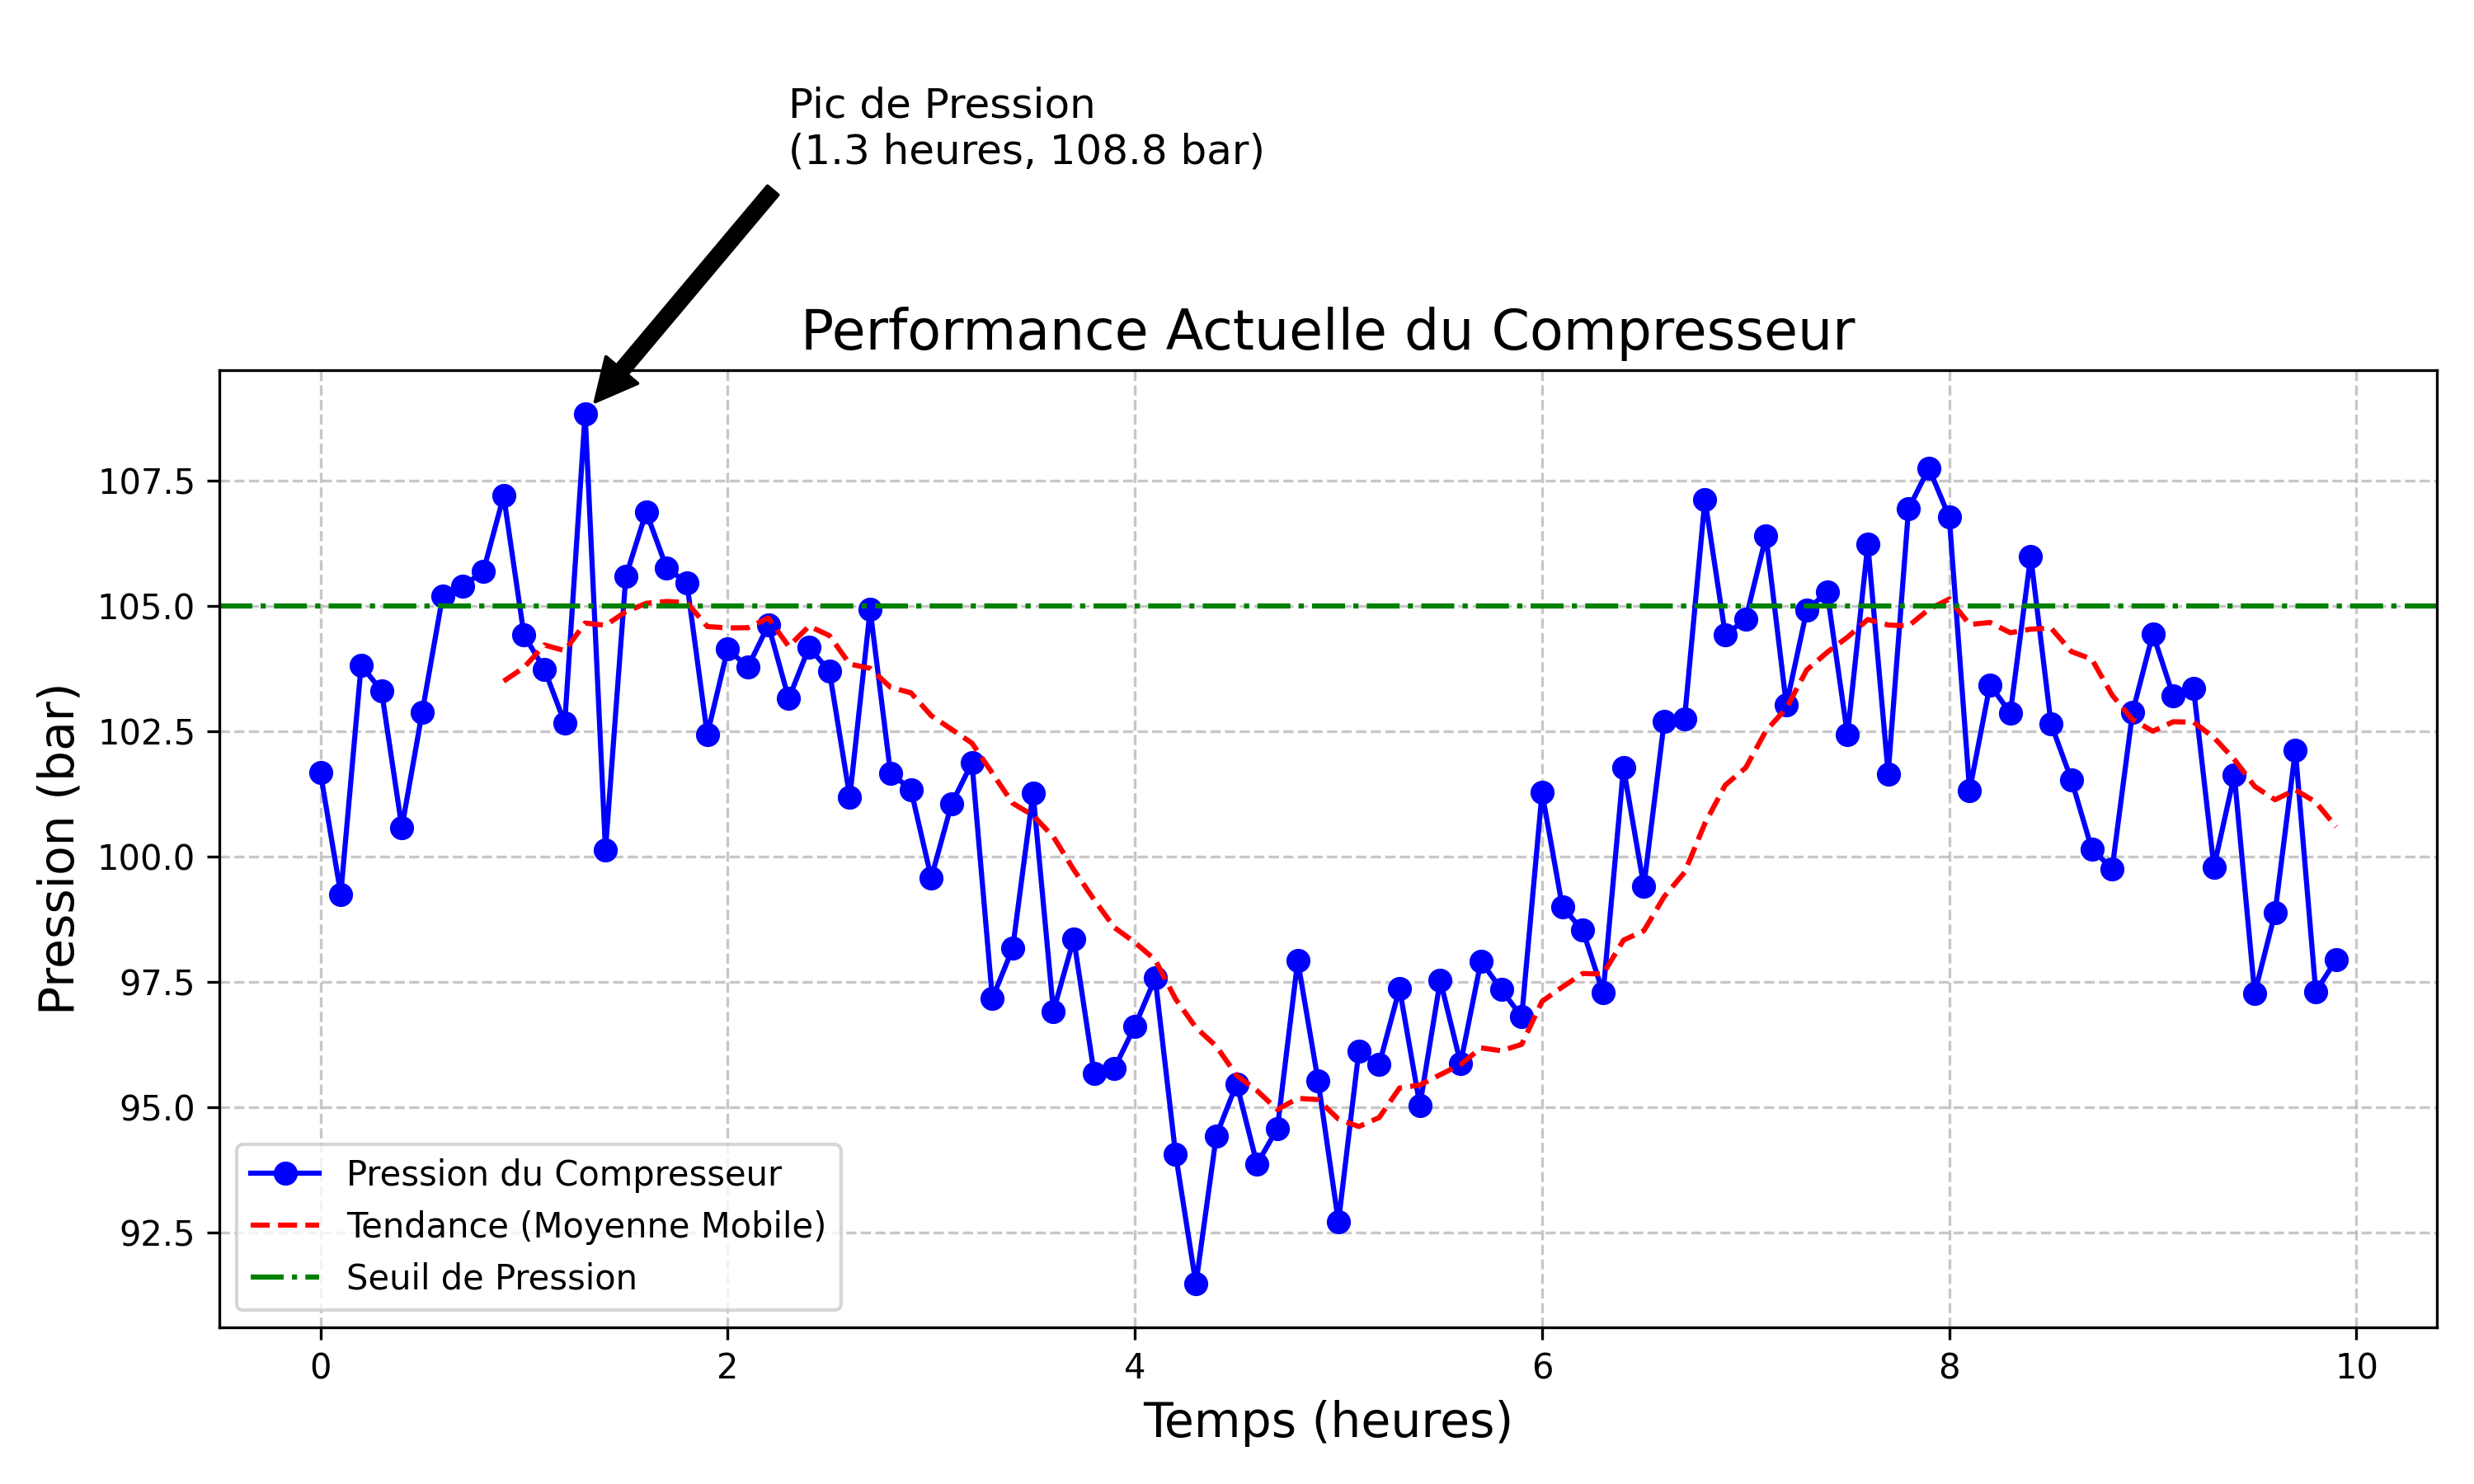 Pic de Pression
(1.3 heures, 108.8 bar)
Performance Actuelle du Compresseur
107.5
105.0
102.5
100.0
97.5
95.0
92.5
Pression (bar)
Pression du Compresseur
Tendance (Moyenne Mobile)
Seuil de Pression
0 2 4 6 8 10
Temps (heures)